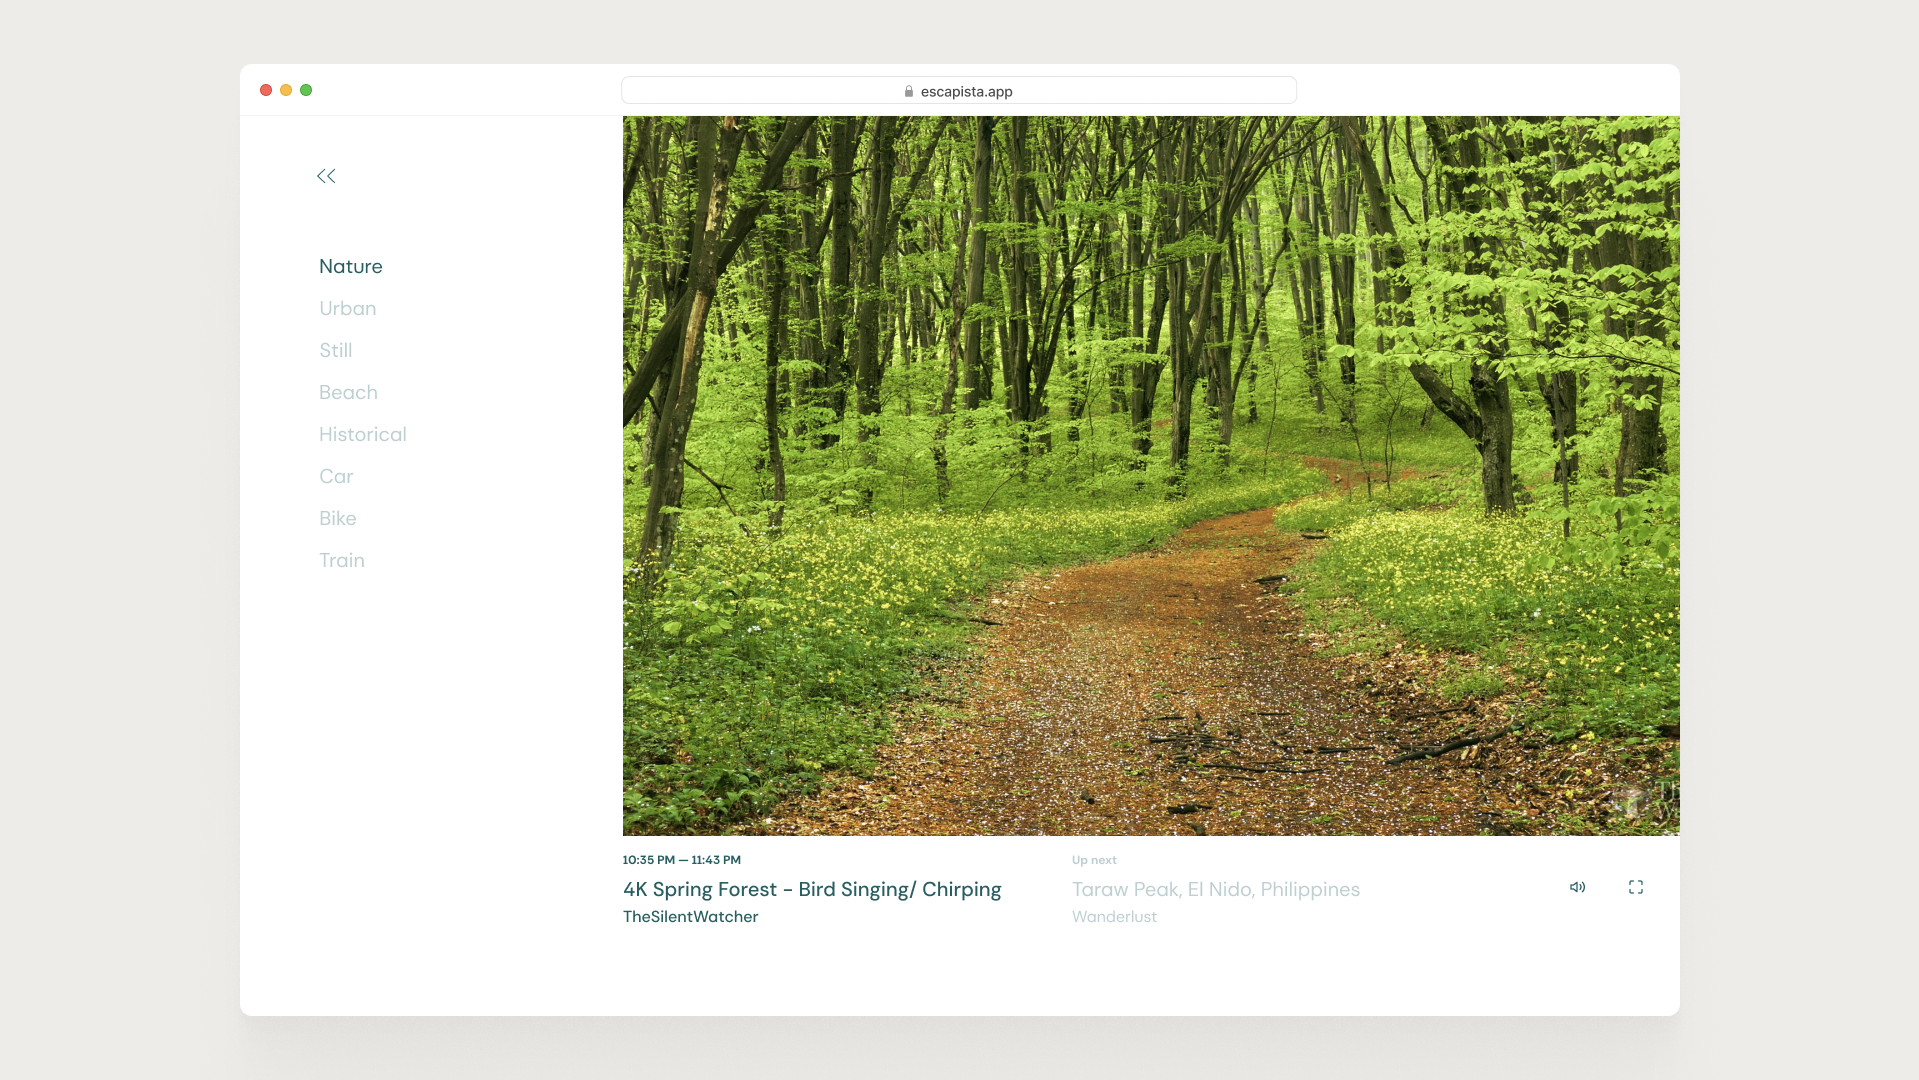 escapista.app
Nature
Urban
Still
Beach
Historical
Car
Bike
Train
10:35 PM — 11:43 PM
4K Spring Forest - Bird Singing/ Chirping
TheSilentWatcher
Up next
Taraw Peak, El Nido, Philippines
Wanderlust